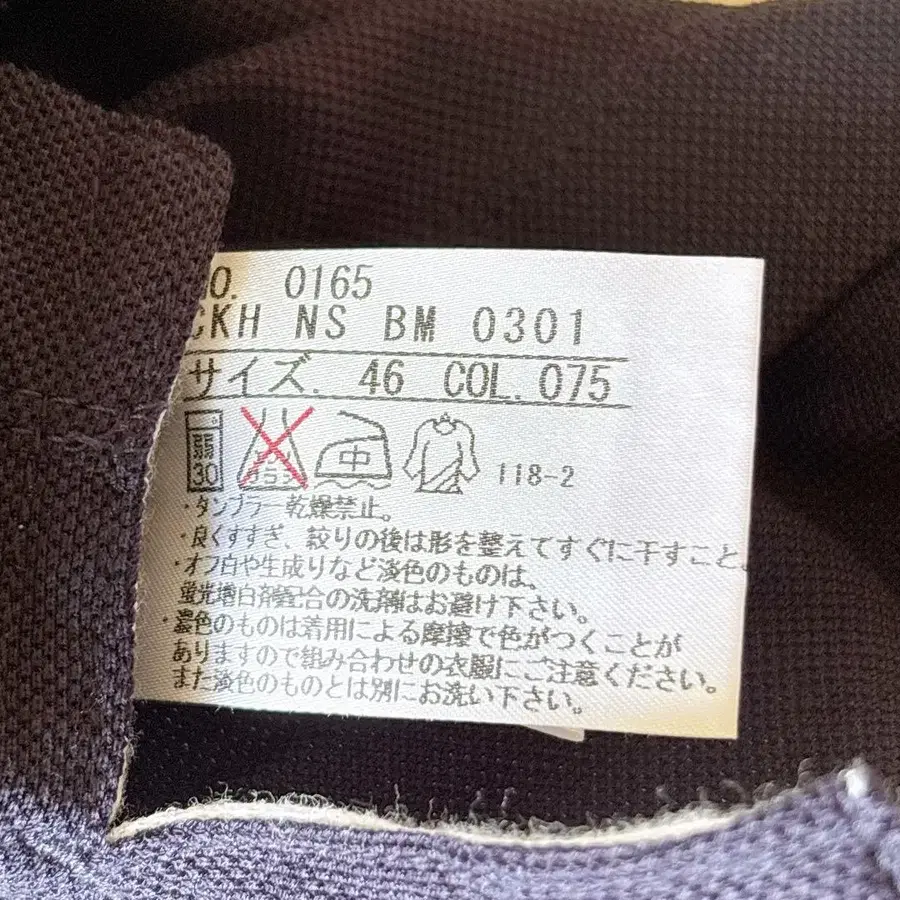 NO. 0165
CKH NS BM 0301
サイズ. 46 COL. 075
弱 30 エンソサラシ 中 118-2
・タンブラー乾燥禁止。
・良くすすぎ、絞りの後は形を整えてすぐに干すこと。
・オフ白や生成りなど淡色のものは、
蛍光増白剤配合の洗剤はお避け下さい。
・濃色のものは着用による摩擦で色がつくことが
ありますので組み合わせの衣服にご注意ください。
また淡色のものとは別にお洗い下さい。